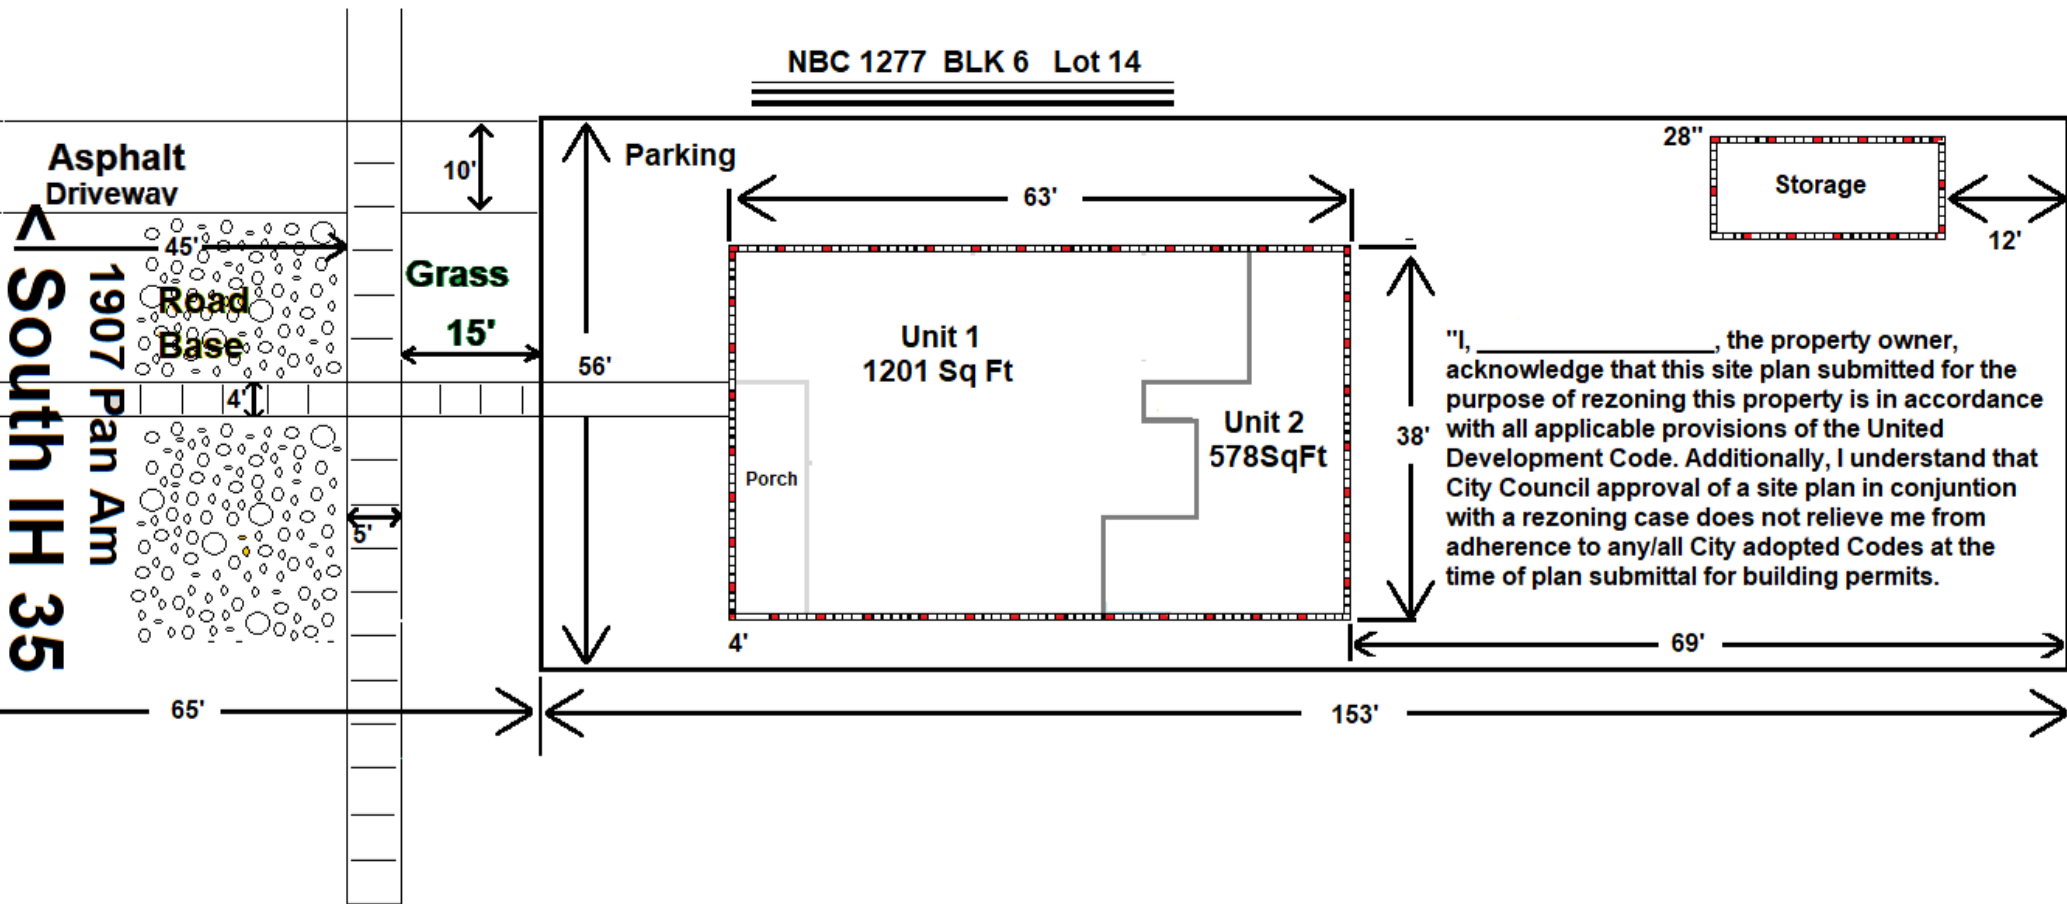 NBC 1277 BLK 6 Lot 14
Asphalt
Driveway
10'
Parking
63'
28"
Storage
12'
45'
Grass
15'
Road
Base
4'
56'
Unit 1
1201 Sq Ft
Unit 2
578SqFt
38'
Porch
5'
< South IH 35
1907 Pan Am
"I, _________________, the property owner,
acknowledge that this site plan submitted for the
purpose of rezoning this property is in accordance
with all applicable provisions of the United
Development Code. Additionally, I understand that
City Council approval of a site plan in conjuntion
with a rezoning case does not relieve me from
adherence to any/all City adopted Codes at the
time of plan submittal for building permits.
4'
69'
65'
153'